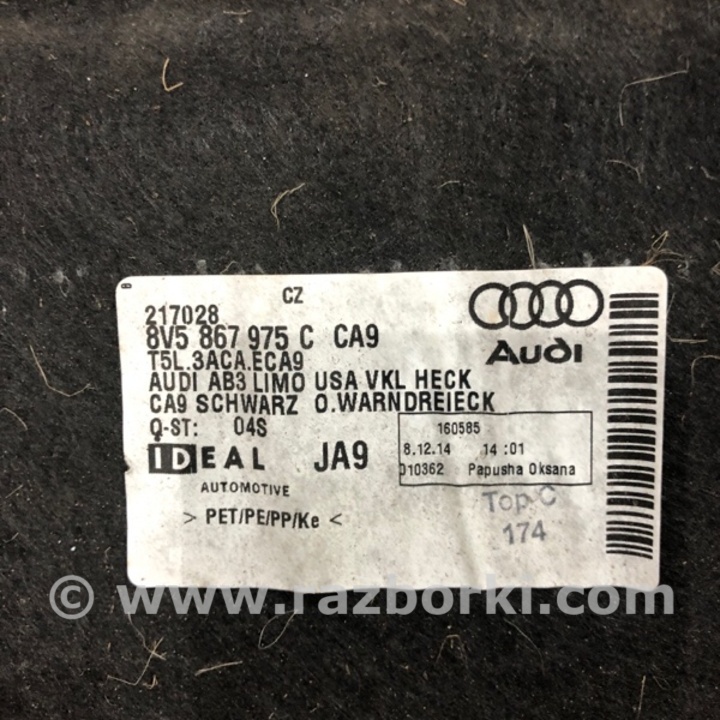 CZ
217028
8V5 867 975 C CA9
T5L.3ACA.ECA9
AUDI AB3 LIMO USA VKL HECK
CA9 SCHWARZ O.WARNDREIECK
Q-ST: 04S
IDEAL
AUTOMOTIVE
JA9
> PET/PE/PP/Ke <
Audi
160585
8.12.14 14:01
010362 Papusha Oksana
Top C
174
© www.razborki.com